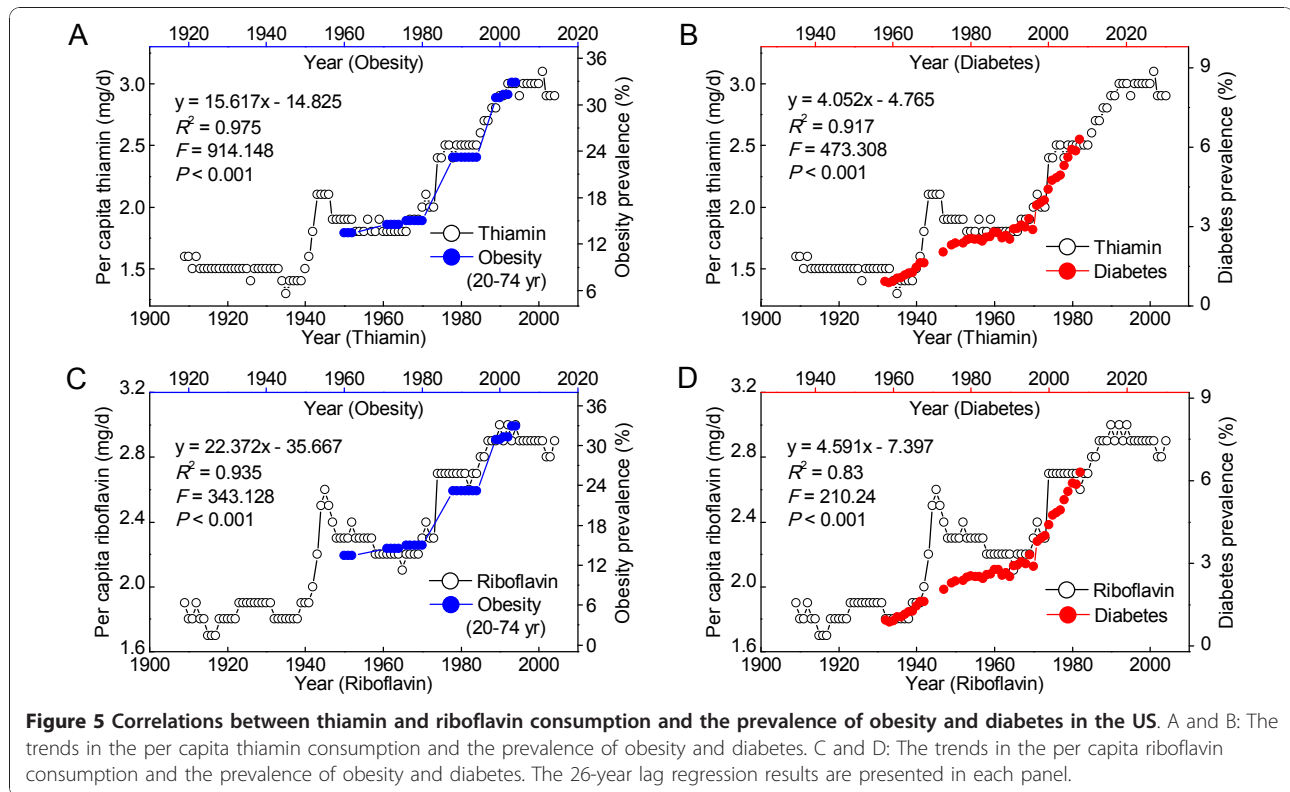 A
1920 1940 1960 1980 2000 2020
Year (Obesity)
Per capita thiamin (mg/d)
3.0
2.5
2.0
1.5
y = 15.617x - 14.825
R² = 0.975
F = 914.148
P < 0.001
Thiamin
Obesity
(20-74 yr)
36
30
24
18
12
6
Obesity prevalence (%)
1900 1920 1940 1960 1980 2000
Year (Thiamin)
B
1940 1960 1980 2000 2020
Year (Diabetes)
Per capita thiamin (mg/d)
3.0
2.5
2.0
1.5
y = 4.052x - 4.765
R² = 0.917
F = 473.308
P < 0.001
Thiamin
Diabetes
9
6
3
0
Diabetes prevalence (%)
1900 1920 1940 1960 1980 2000
Year (Thiamin)
C
1920 1940 1960 1980 2000 2020
Year (Obesity)
Per capita riboflavin (mg/d)
3.2
2.8
2.4
2.0
1.6
y = 22.372x - 35.667
R² = 0.935
F = 343.128
P < 0.001
Riboflavin
Obesity
(20-74 yr)
36
30
24
18
12
6
0
Obesity prevalence (%)
1900 1920 1940 1960 1980 2000
Year (Riboflavin)
D
1940 1960 1980 2000 2020
Year (Diabetes)
Per capita riboflavin (mg/d)
3.2
2.8
2.4
2.0
1.6
y = 4.591x - 7.397
R² = 0.83
F = 210.24
P < 0.001
Riboflavin
Diabetes
9
6
3
0
Diabetes prevalence (%)
1900 1920 1940 1960 1980 2000
Year (Riboflavin)
Figure 5 Correlations between thiamin and riboflavin consumption and the prevalence of obesity and diabetes in the US. A and B: The
trends in the per capita thiamin consumption and the prevalence of obesity and diabetes. C and D: The trends in the per capita riboflavin
consumption and the prevalence of obesity and diabetes. The 26-year lag regression results are presented in each panel.